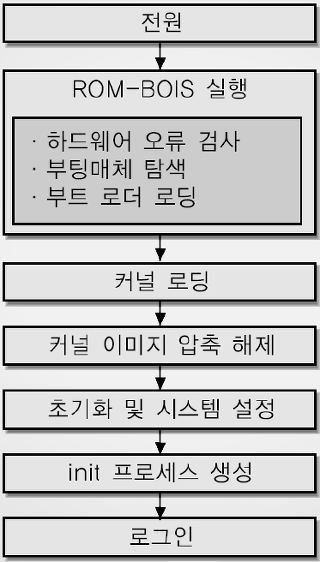 전원
ROM-BOIS 실행
· 하드웨어 오류 검사
· 부팅매체 탐색
· 부트 로더 로딩
커널 로딩
커널 이미지 압축 해제
초기화 및 시스템 설정
init 프로세스 생성
로그인